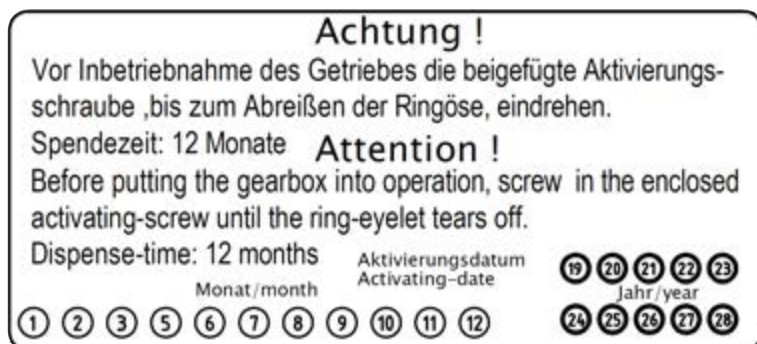 Achtung !
Vor Inbetriebnahme des Getriebes die beigefügte Aktivierungs-
schraube ,bis zum Abreißen der Ringöse, eindrehen.
Spendezeit: 12 Monate
Attention !
Before putting the gearbox into operation, screw in the enclosed
activating-screw until the ring-eyelet tears off.
Dispense-time: 12 months
Aktivierungsdatum
Activating-date
Monat/month
1 2 3 5 6 7 8 9 10 11 12
19 20 21 22 23
Jahr/year
24 25 26 27 28